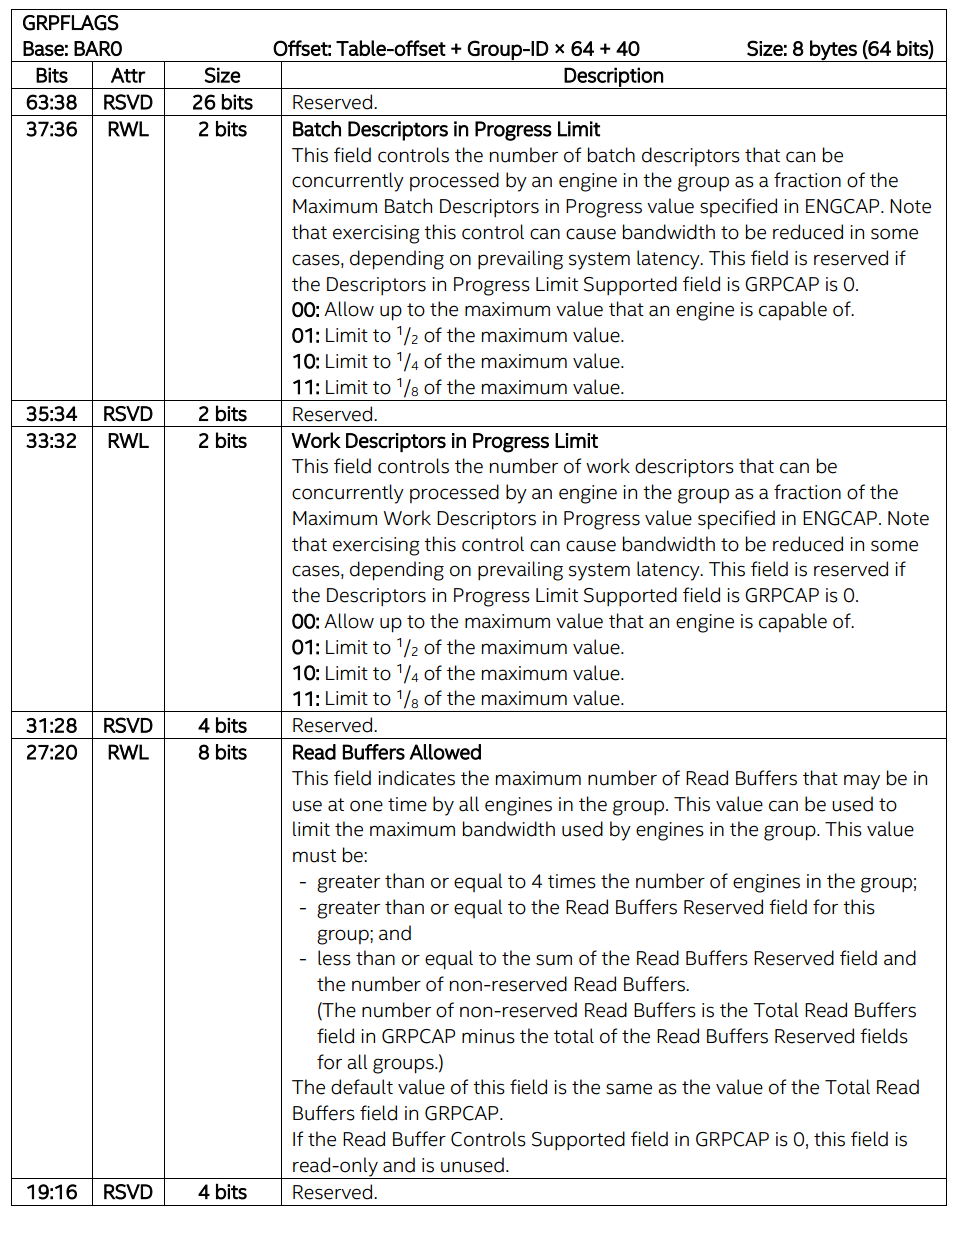 GRPFLAGS
Base: BAR0 Offset: Table-offset + Group-ID × 64 + 40 Size: 8 bytes (64 bits)
Bits Attr Size Description
63:38 RSVD 26 bits Reserved.
37:36 RWL 2 bits Batch Descriptors in Progress Limit
This field controls the number of batch descriptors that can be
concurrently processed by an engine in the group as a fraction of the
Maximum Batch Descriptors in Progress value specified in ENGCAP. Note
that exercising this control can cause bandwidth to be reduced in some
cases, depending on prevailing system latency. This field is reserved if
the Descriptors in Progress Limit Supported field is GRPCAP is 0.
00: Allow up to the maximum value that an engine is capable of.
01: Limit to 1/2 of the maximum value.
10: Limit to 1/4 of the maximum value.
11: Limit to 1/8 of the maximum value.
35:34 RSVD 2 bits Reserved.
33:32 RWL 2 bits Work Descriptors in Progress Limit
This field controls the number of work descriptors that can be
concurrently processed by an engine in the group as a fraction of the
Maximum Work Descriptors in Progress value specified in ENGCAP. Note
that exercising this control can cause bandwidth to be reduced in some
cases, depending on prevailing system latency. This field is reserved if
the Descriptors in Progress Limit Supported field is GRPCAP is 0.
00: Allow up to the maximum value that an engine is capable of.
01: Limit to 1/2 of the maximum value.
10: Limit to 1/4 of the maximum value.
11: Limit to 1/8 of the maximum value.
31:28 RSVD 4 bits Reserved.
27:20 RWL 8 bits Read Buffers Allowed
This field indicates the maximum number of Read Buffers that may be in
use at one time by all engines in the group. This value can be used to
limit the maximum bandwidth used by engines in the group. This value
must be:
- greater than or equal to 4 times the number of engines in the group;
- greater than or equal to the Read Buffers Reserved field for this
group; and
- less than or equal to the sum of the Read Buffers Reserved field and
the number of non-reserved Read Buffers.
(The number of non-reserved Read Buffers is the Total Read Buffers
field in GRPCAP minus the total of the Read Buffers Reserved fields
for all groups.)
The default value of this field is the same as the value of the Total Read
Buffers field in GRPCAP.
If the Read Buffer Controls Supported field in GRPCAP is 0, this field is
read-only and is unused.
19:16 RSVD 4 bits Reserved.